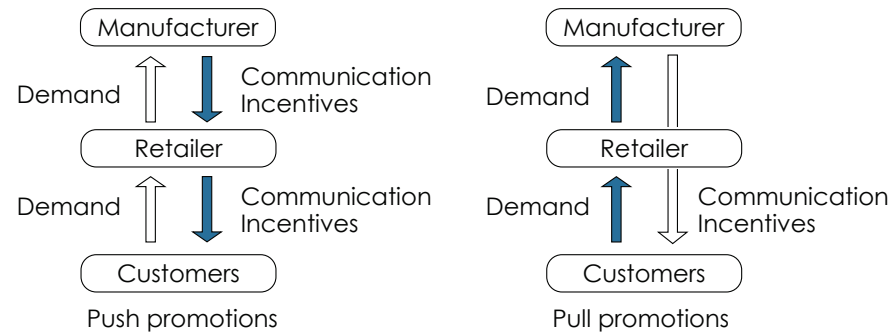 Manufacturer
Demand
Communication
Incentives
Retailer
Demand
Communication
Incentives
Customers
Push promotions
Manufacturer
Demand
Retailer
Demand
Communication
Incentives
Customers
Pull promotions